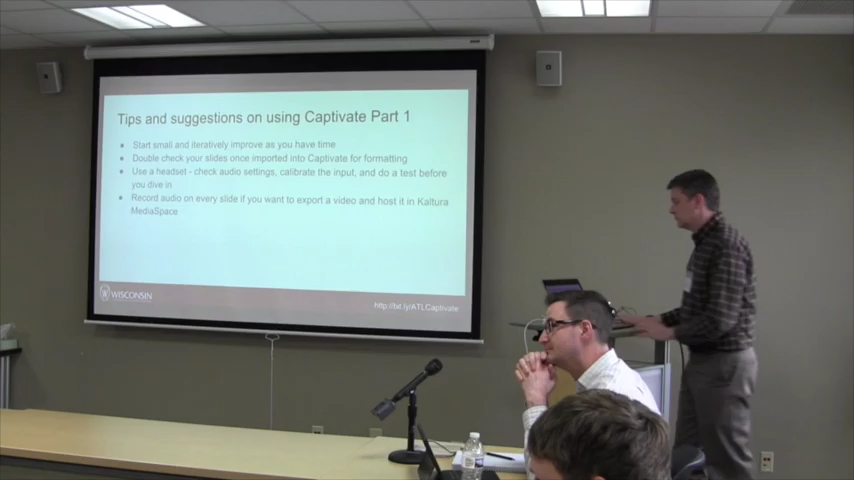 Tips and suggestions on using Captivate Part 1
● Start small and iteratively improve as you have time
● Double check your slides once imported into Captivate for formatting
● Use a headset - check audio settings, calibrate the input, and do a test before
you dive in
● Record audio on every slide if you want to export a video and host it in Kaltura
MediaSpace
WISCONSIN
http://bit.ly/ATLCaptivate